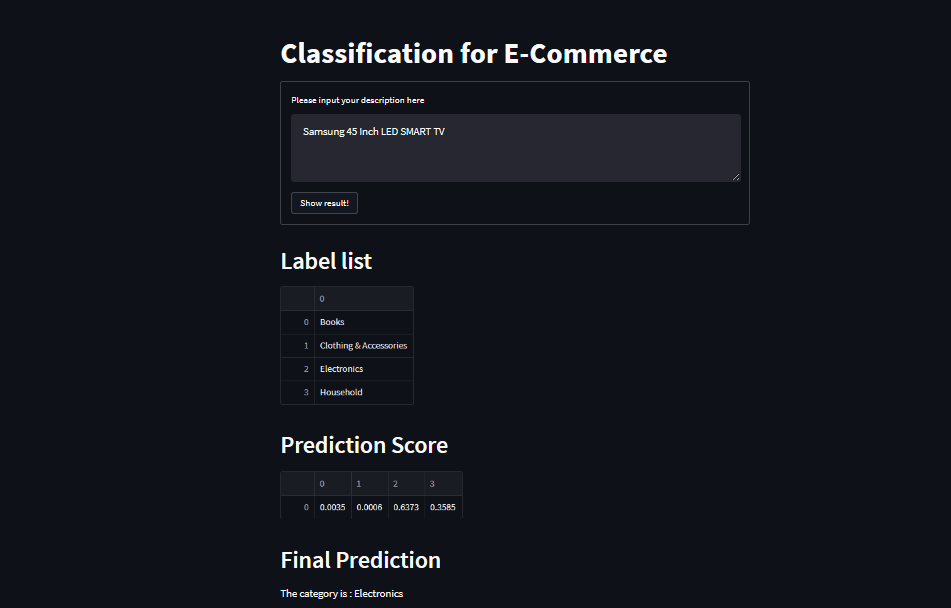 Classification for E-Commerce
Please input your description here
Samsung 45 Inch LED SMART TV
Show result!
Label list
0
0 Books
1 Clothing & Accessories
2 Electronics
3 Household
Prediction Score
0 1 2 3
0 0.0035 0.0006 0.6373 0.3585
Final Prediction
The category is : Electronics